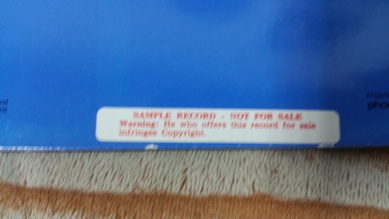 SAMPLE RECORD - NOT FOR SALE
Warning: He who offers this record for sale
infringes Copyright.